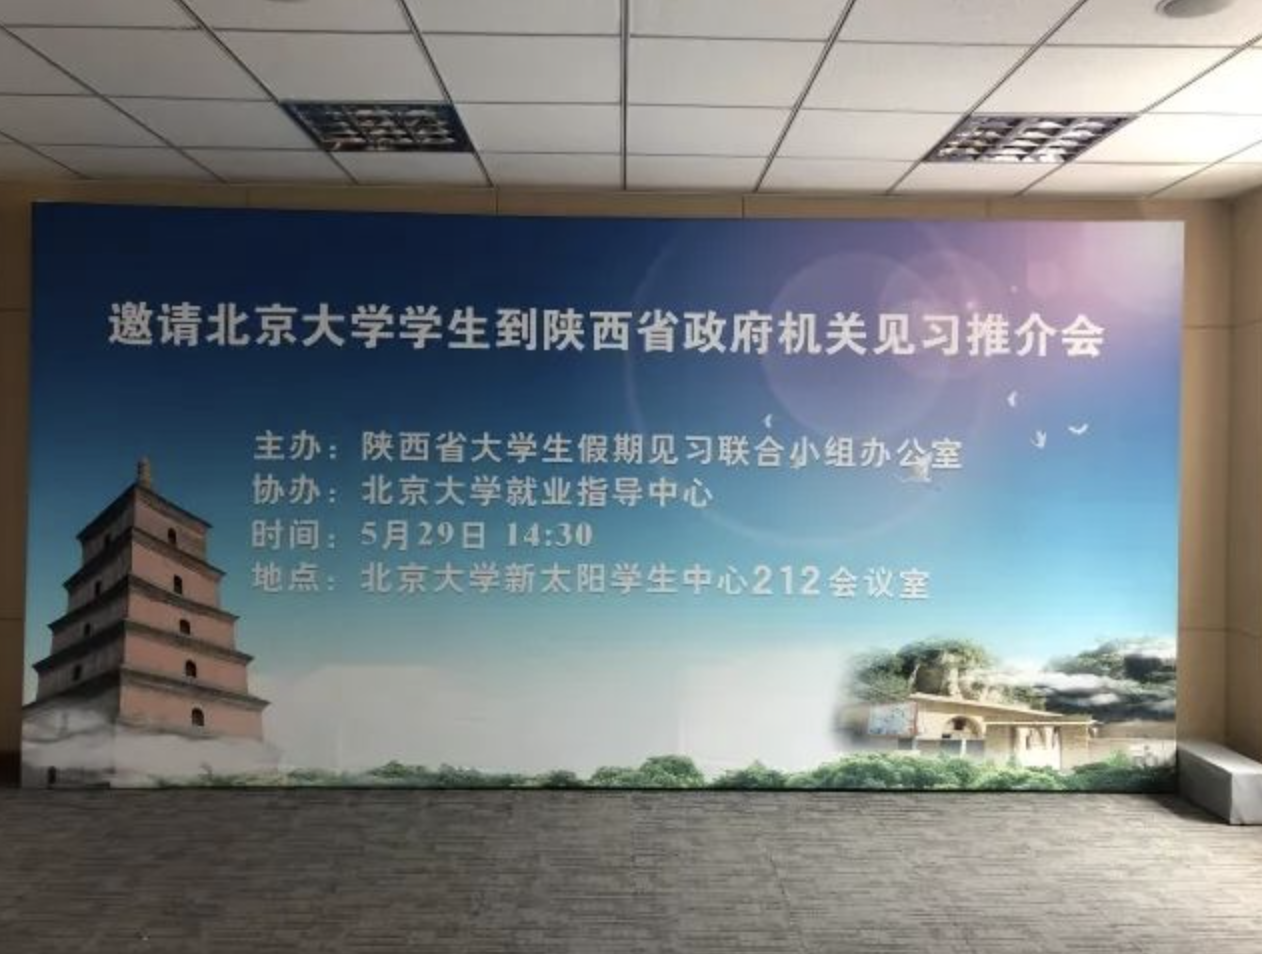 邀请北京大学学生到陕西省政府机关见习推介会
主办：陕西省大学生假期见习联合小组办公室
协办：北京大学就业指导中心
时间：5月29日 14:30
地点：北京大学新太阳学生中心212会议室